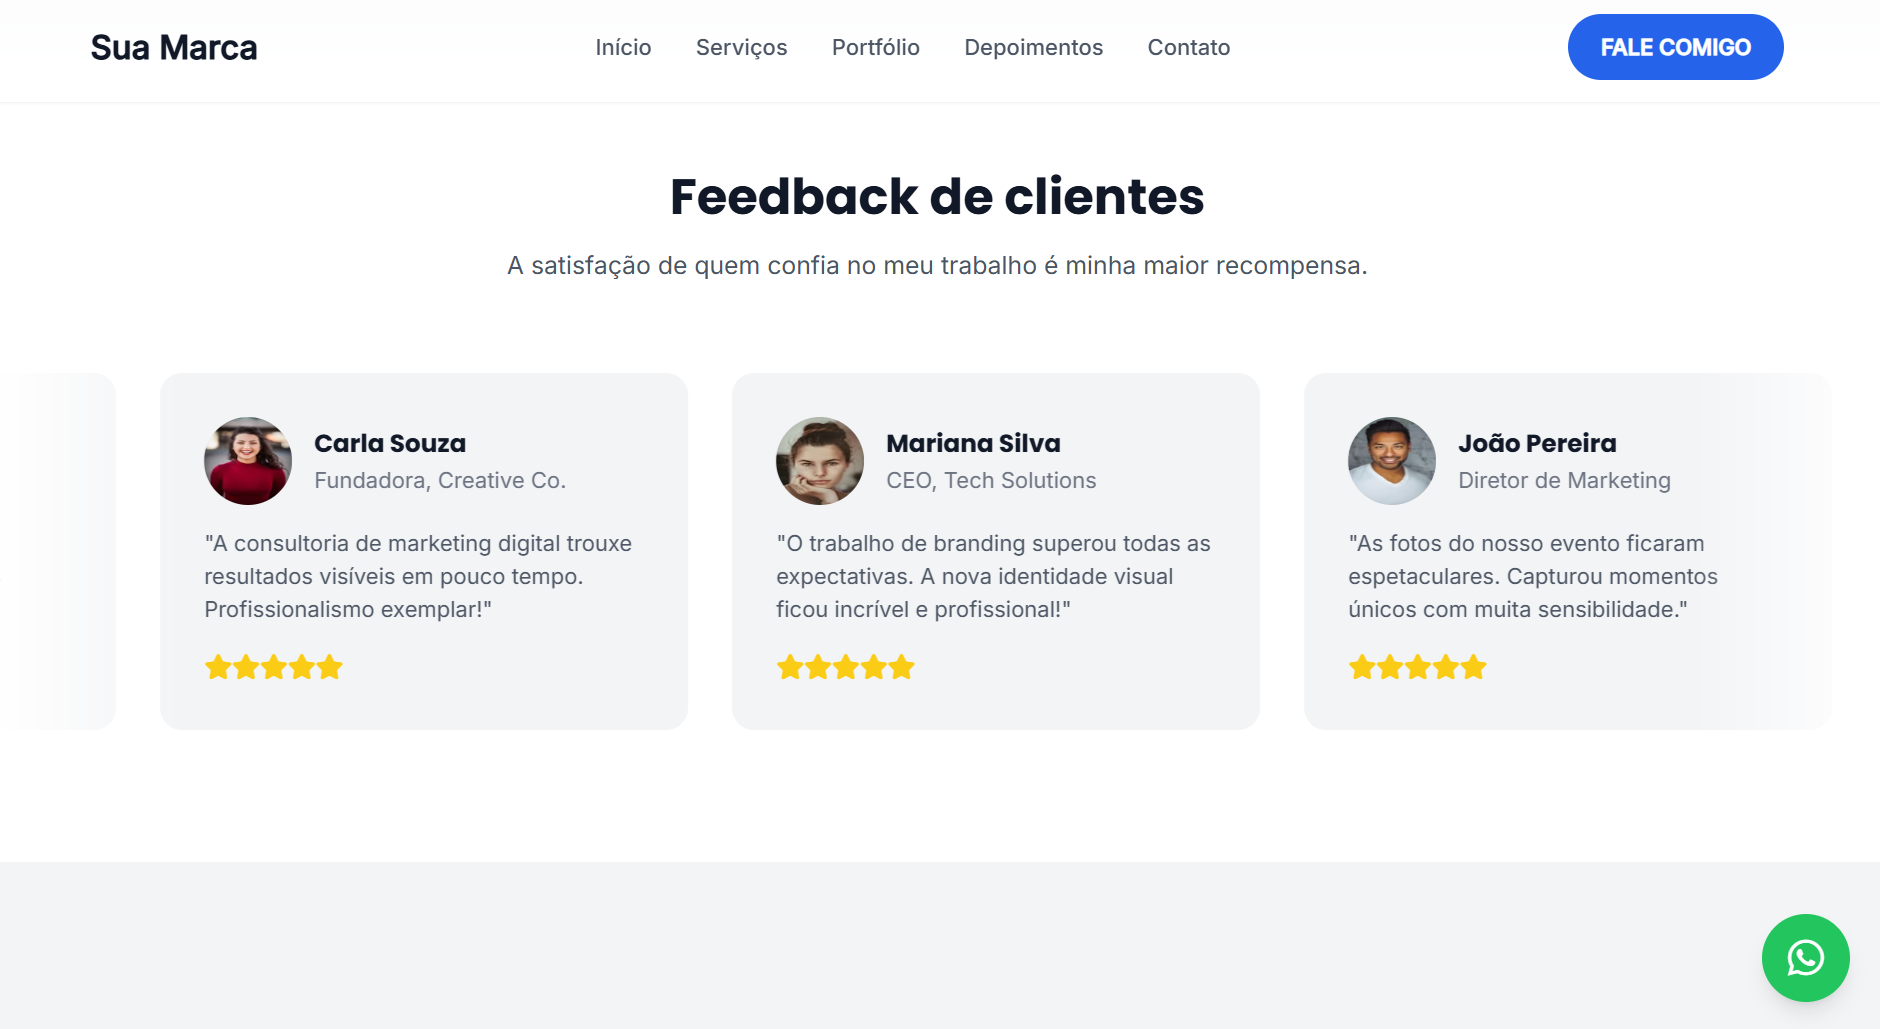 Sua Marca
Início
Serviços
Portfólio
Depoimentos
Contato
FALE COMIGO
Feedback de clientes
A satisfação de quem confia no meu trabalho é minha maior recompensa.
Carla Souza
Fundadora, Creative Co.
"A consultoria de marketing digital trouxe
resultados visíveis em pouco tempo.
Profissionalismo exemplar!"
Mariana Silva
CEO, Tech Solutions
"O trabalho de branding superou todas as
expectativas. A nova identidade visual
ficou incrível e profissional!"
João Pereira
Diretor de Marketing
"As fotos do nosso evento ficaram
espetaculares. Capturou momentos
únicos com muita sensibilidade."